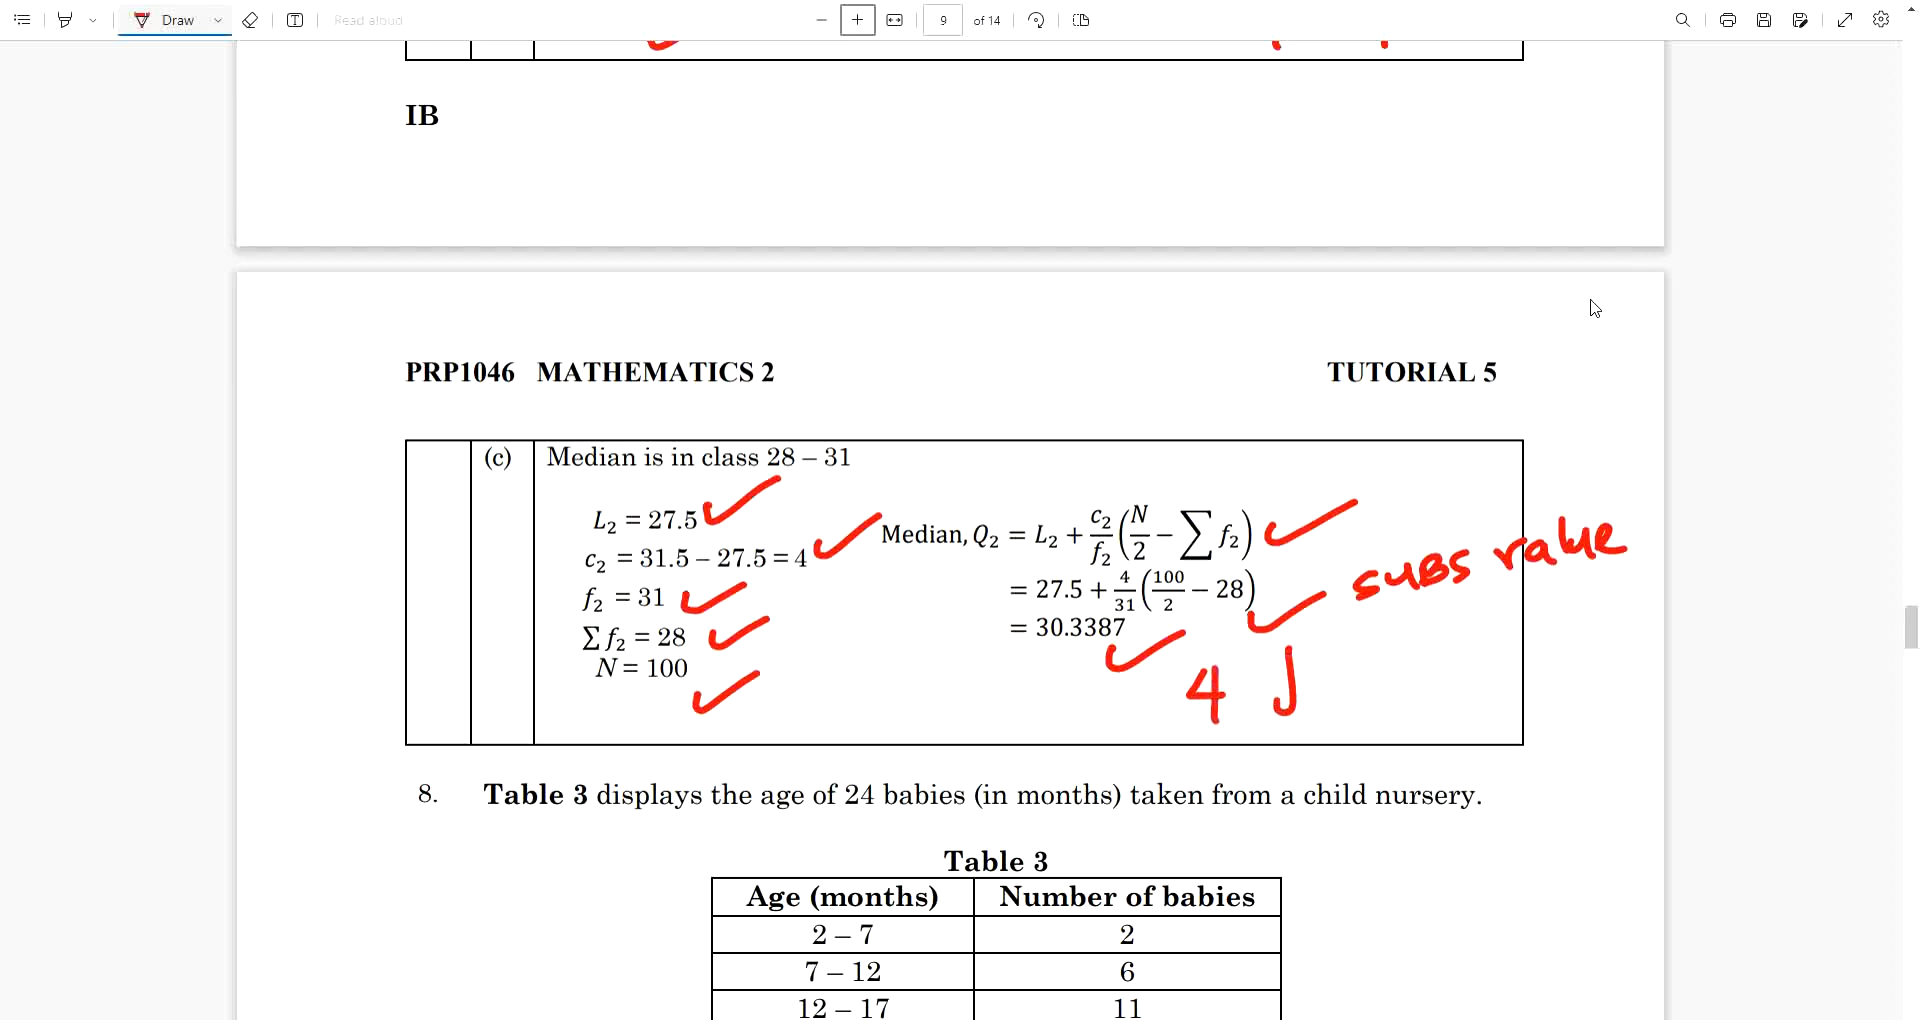 Draw
Read aloud
9 of 14
IB
PRP1046 MATHEMATICS 2 TUTORIAL 5
(c) Median is in class 28 – 31
L₂ = 27.5
c₂ = 31.5 – 27.5 = 4
f₂ = 31
∑ f₂ = 28
N = 100
Median, Q₂ = L₂ + c₂/f₂ (N/2 − ∑ f₂)
= 27.5 + 4/31 (100/2 − 28)
= 30.3387
subs value
4
8. Table 3 displays the age of 24 babies (in months) taken from a child nursery.
Table 3
Age (months) Number of babies
2 – 7 2
7 – 12 6
12 – 17 11